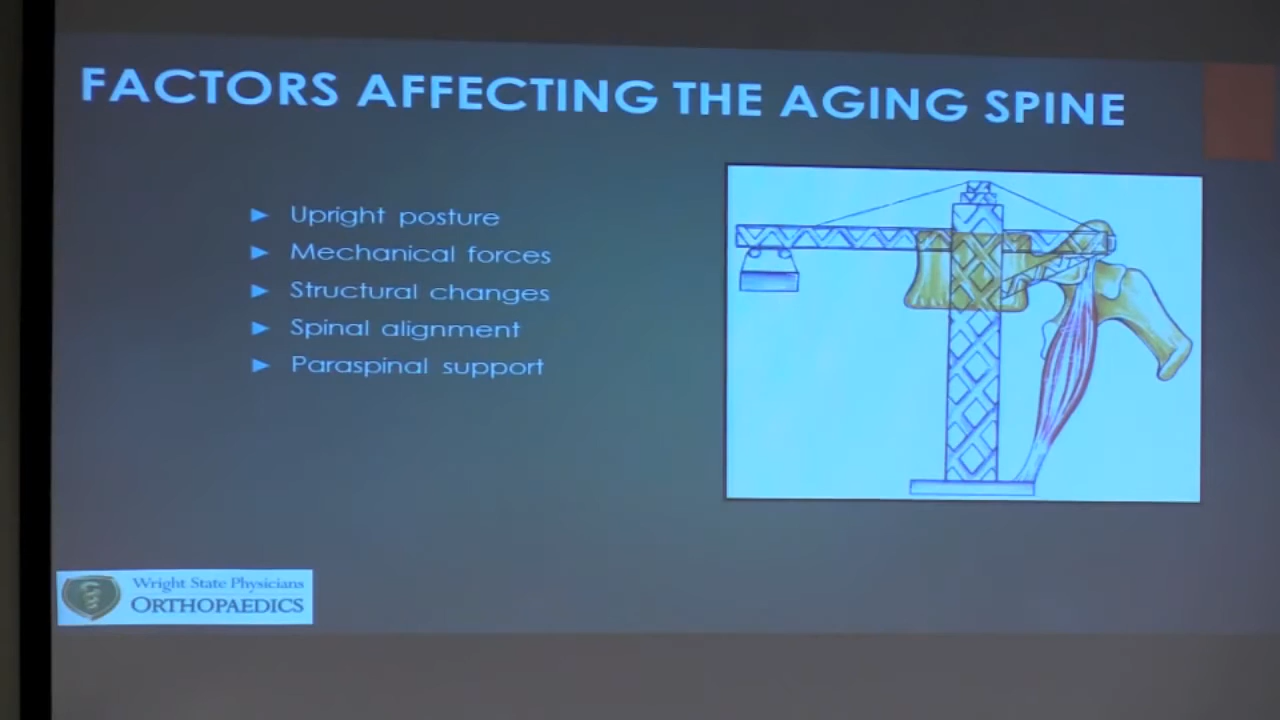 FACTORS AFFECTING THE AGING SPINE
Upright posture
Mechanical forces
Structural changes
Spinal alignment
Paraspinal support
Wright State Physicians
ORTHOPAEDICS